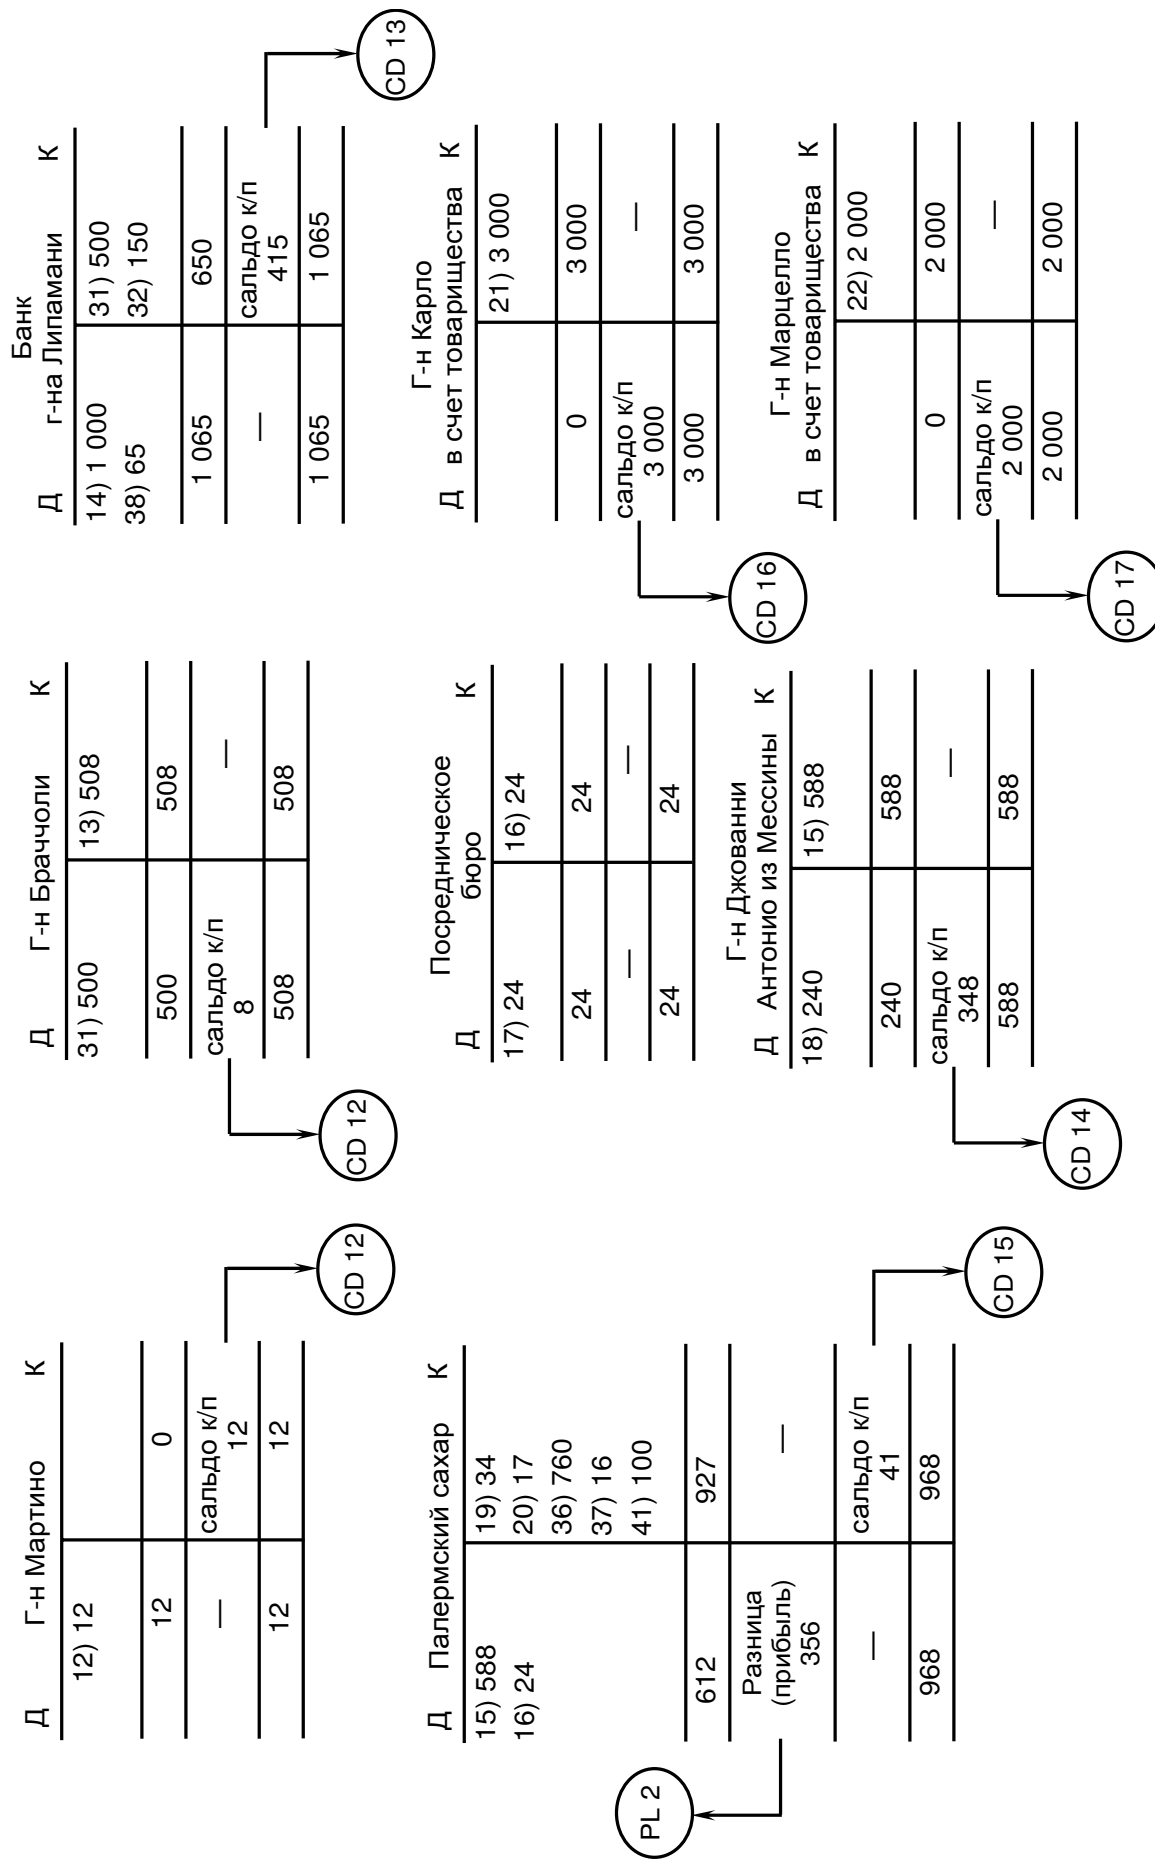 Д Г-н Мартино К
12) 12
12 0
— сальдо к/п
12
12 12
CD 12
Д Г-н Браччоли К
31) 500 13) 508
500 508
сальдо к/п —
8
508 508
CD 12
Банк
Д г-на Липамани К
14) 1 000 31) 500
38) 65 32) 150
1 065 650
— сальдо к/п
415
1 065 1 065
CD 13
Д Палермский сахар К
15) 588 19) 34
16) 24 20) 17
36) 760
37) 16
41) 100
612 927
Разница —
(прибыль)
356
— сальдо к/п
41
968 968
PL 2
CD 15
Посредническое
Д бюро К
17) 24 16) 24
24 24
— —
24 24
Г-н Карло
Д в счет товарищества К
21) 3 000
0 3 000
сальдо к/п —
3 000
3 000 3 000
CD 16
Г-н Джованни
Д Антонио из Мессины К
18) 240 15) 588
240 588
сальдо к/п —
348
588 588
CD 14
Г-н Марцелло
Д в счет товарищества К
22) 2 000
0 2 000
сальдо к/п —
2 000
2 000 2 000
CD 17